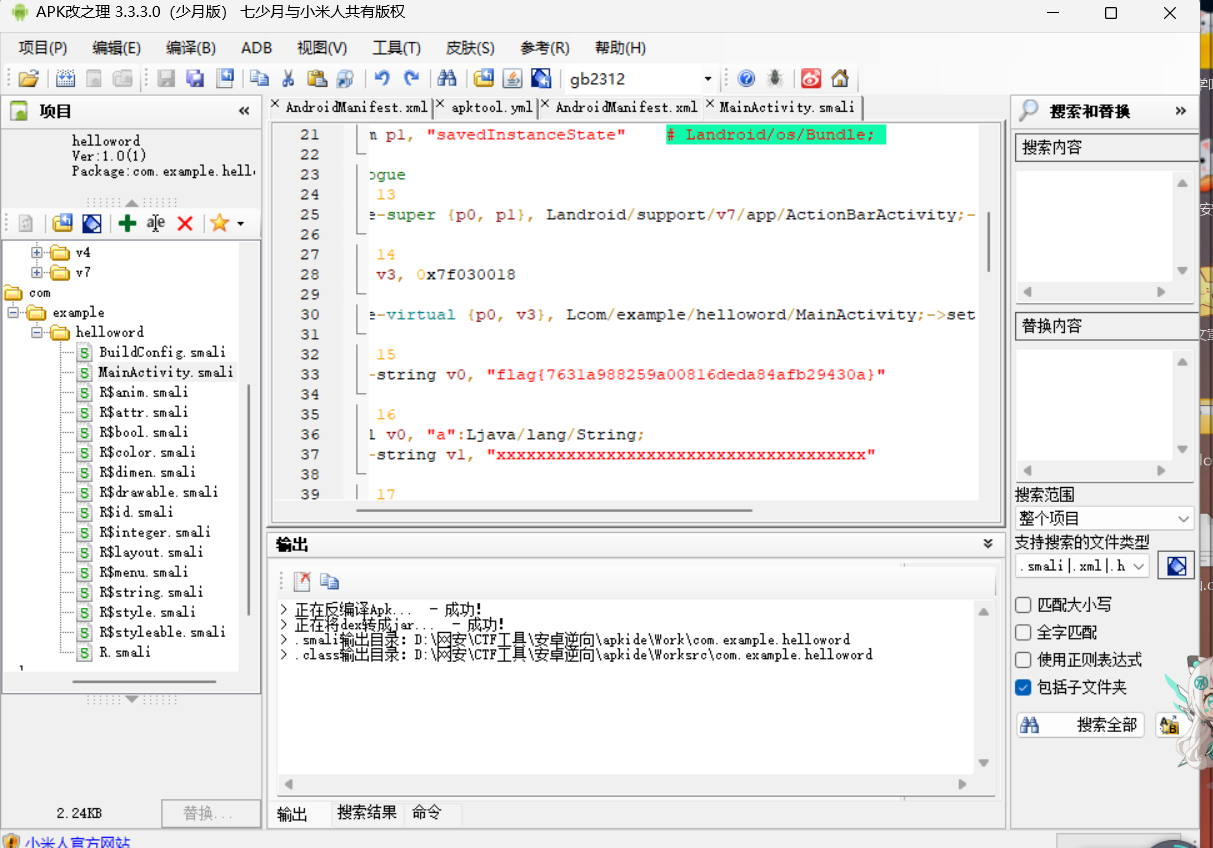 APK改之理 3.3.3.0（少月版） 七少月与小米人共有版权
项目(P) 编辑(E) 编译(B) ADB 视图(V) 工具(T) 皮肤(S) 参考(R) 帮助(H)
gb2312
项目 «
helloword
Ver:1.0(1)
Package:com.example.hell
v4
v7
com
example
helloword
BuildConfig.smali
MainActivity.smali
R$anim.smali
R$attr.smali
R$bool.smali
R$color.smali
R$dimen.smali
R$drawable.smali
R$id.smali
R$integer.smali
R$layout.smali
R$menu.smali
R$string.smali
R$style.smali
R$styleable.smali
R.smali
2.24KB 替换...
小米人官方网站
AndroidManifest.xml apktool.yml AndroidManifest.xml MainActivity.smali
21 m p1, "savedInstanceState" # Landroid/os/Bundle;
22
23 ogue
24 13
25 e-super {p0, p1}, Landroid/support/v7/app/ActionBarActivity;-
26
27 14
28 v3, 0x7f030018
29
30 e-virtual {p0, v3}, Lcom/example/helloword/MainActivity;->set
31
32 15
33 -string v0, "flag{7631a988259a00816deda84afb29430a}"
34
35 16
36 l v0, "a":Ljava/lang/String;
37 -string v1, "xxxxxxxxxxxxxxxxxxxxxxxxxxxxxxxxxxxxx"
38
39 17
输出
> 正在反编译Apk... - 成功!
> 正在将dex转成jar... - 成功!
> .smali输出目录: D:\网安\CTF工具\安卓逆向\apkide\Work\com.example.helloword
> .class输出目录: D:\网安\CTF工具\安卓逆向\apkide\Worksrc\com.example.helloword
输出 搜索结果 命令
搜索和替换 »
搜索内容
替换内容
搜索范围
整个项目
支持搜索的文件类型
.smali|.xml|.h
匹配大小写
全字匹配
使用正则表达式
包括子文件夹
搜索全部